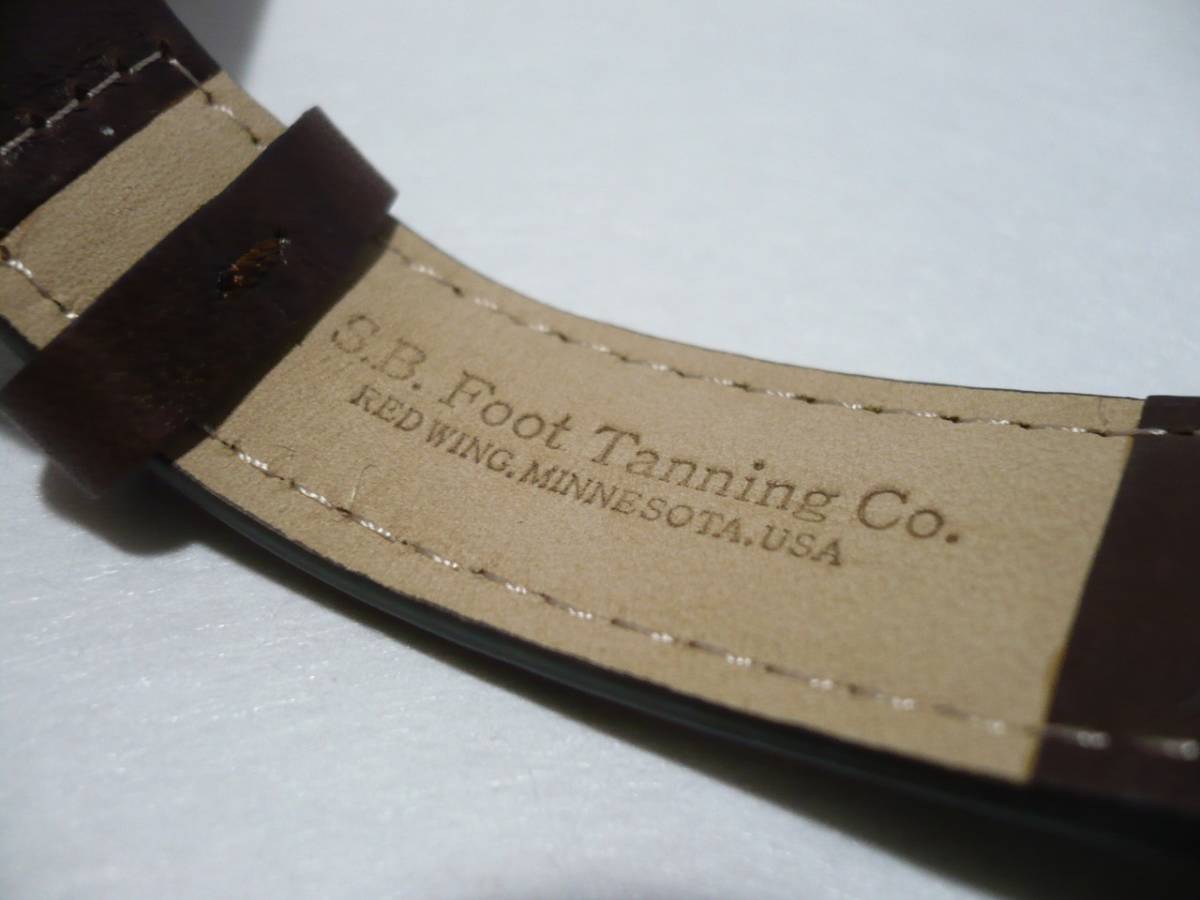 S.B. Foot Tanning Co.
RED WING, MINNESOTA, USA